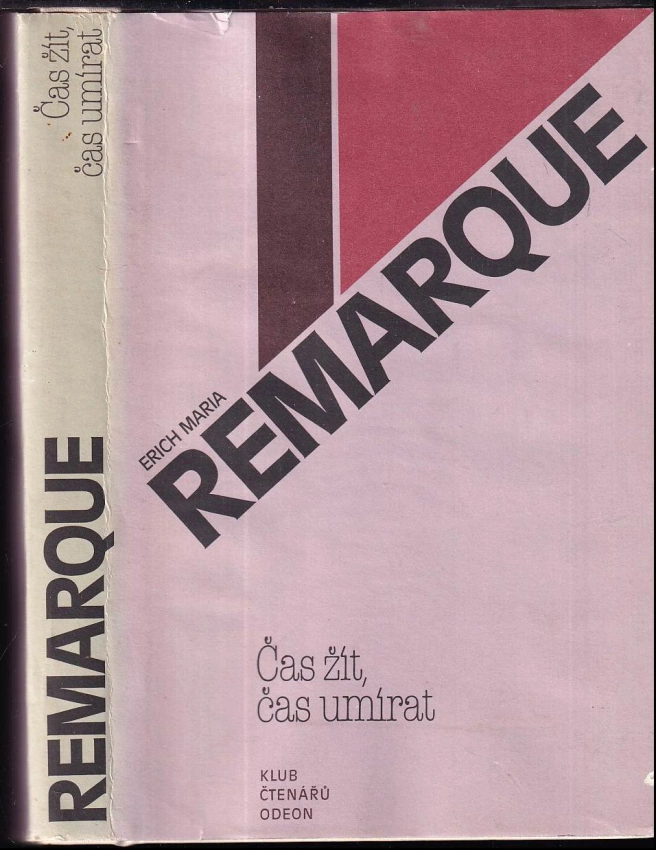 Čas žít,
čas umírat
REMARQUE
ERICH MARIA
REMARQUE
Čas žít,
čas umírat
KLUB
ČTENÁŘŮ
ODEON